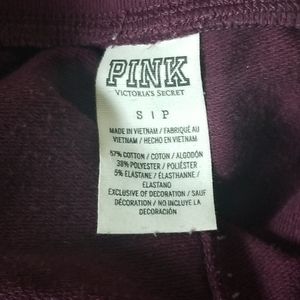 PINK
VICTORIA'S SECRET
S | P
MADE IN VIETNAM / FABRIQUÉ AU
VIETNAM / HECHO EN VIETNAM
57% COTTON / COTON / ALGODÓN
38% POLYESTER / POLIÉSTER
5% ELASTANE / ÉLASTHANNE /
ELASTANO
EXCLUSIVE OF DECORATION / SAUF
DÉCORATION / NO INCLUYE LA
DECORACIÓN